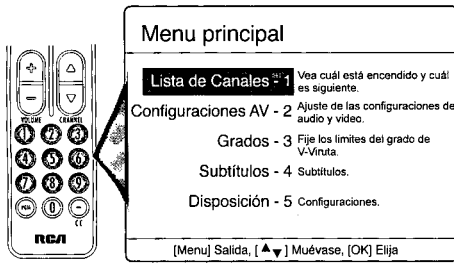 Menu principal
Lista de Canales - 1 Vea cuál está encendido y cuál es siguiente.
Configuraciones AV - 2 Ajuste de las configuraciones de audio y video.
Grados - 3 Fije los limites del grado de V-Viruta.
Subtítulos - 4 Subtítulos.
Disposición - 5 Configuraciones.
[Menu] Salida, [▲▼] Muévase, [OK] Elija
VOLUME CHANNEL
1 2 3
4 5 6
7 8 9
0 -
CC
RCA